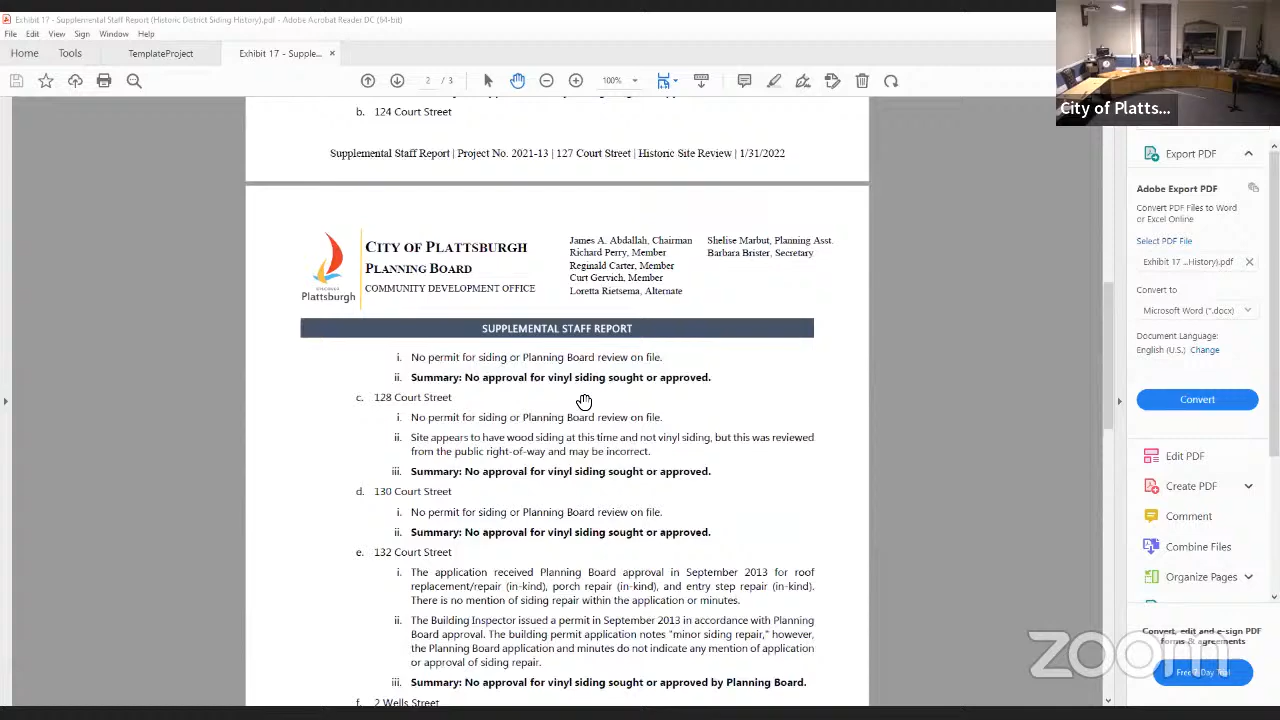 Exhibit 17 - Supplemental Staff Report (Historic District Siding History).pdf - Adobe Acrobat Reader DC (64-bit)
File Edit View Sign Window Help
Home Tools TemplateProject Exhibit 17 - Supple... ×
2 / 3 100%
b. 124 Court Street
Supplemental Staff Report | Project No. 2021-13 | 127 Court Street | Historic Site Review | 1/31/2022
CITY OF PLATTSBURGH
PLANNING BOARD
COMMUNITY DEVELOPMENT OFFICE
Plattsburgh
James A. Abdallah, Chairman
Richard Perry, Member
Reginald Carter, Member
Curt Gervich, Member
Loretta Rietsema, Alternate
Shelise Marbut, Planning Asst.
Barbara Brister, Secretary
SUPPLEMENTAL STAFF REPORT
i. No permit for siding or Planning Board review on file.
ii. Summary: No approval for vinyl siding sought or approved.
c. 128 Court Street
i. No permit for siding or Planning Board review on file.
ii. Site appears to have wood siding at this time and not vinyl siding, but this was reviewed
from the public right-of-way and may be incorrect.
iii. Summary: No approval for vinyl siding sought or approved.
d. 130 Court Street
i. No permit for siding or Planning Board review on file.
ii. Summary: No approval for vinyl siding sought or approved.
e. 132 Court Street
i. The application received Planning Board approval in September 2013 for roof
replacement/repair (in-kind), porch repair (in-kind), and entry step repair (in-kind).
There is no mention of siding repair within the application or minutes.
ii. The Building Inspector issued a permit in September 2013 in accordance with Planning
Board approval. The building permit application notes "minor siding repair," however,
the Planning Board application and minutes do not indicate any mention of application
or approval of siding repair.
iii. Summary: No approval for vinyl siding sought or approved by Planning Board.
f. 2 Wells Street
City of Platts...
Export PDF
Adobe Export PDF
Convert PDF Files to Word
or Excel Online
Select PDF File
Exhibit 17 ...History).pdf
Convert to
Microsoft Word (*.docx)
Document Language:
English (U.S.) Change
Convert
Edit PDF
Create PDF
Comment
Combine Files
Organize Pages
Convert, edit and e-sign PDF
forms & agreements
Free 7-Day Trial
zoom